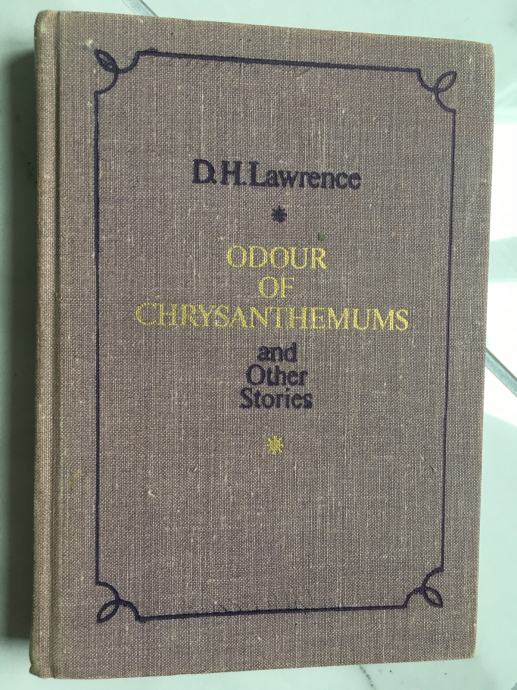 D.H.Lawrence
ODOUR
OF
CHRYSANTHEMUMS
and
Other
Stories